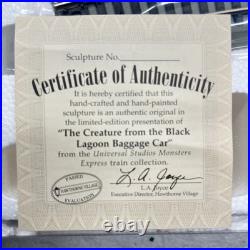 Sculpture No.
Certificate of Authenticity
It is hereby certified that this
hand-crafted and hand-painted
sculpture is an authentic original in
the limited-edition presentation of
"The Creature from the Black
Lagoon Baggage Car"
from the Universal Studios Monsters
Express train collection.
PASSED
HAWTHORNE VILLAGE
EVALUATION
L.A. Joyce
L.A. Joyce
Executive Director, Hawthorne Village